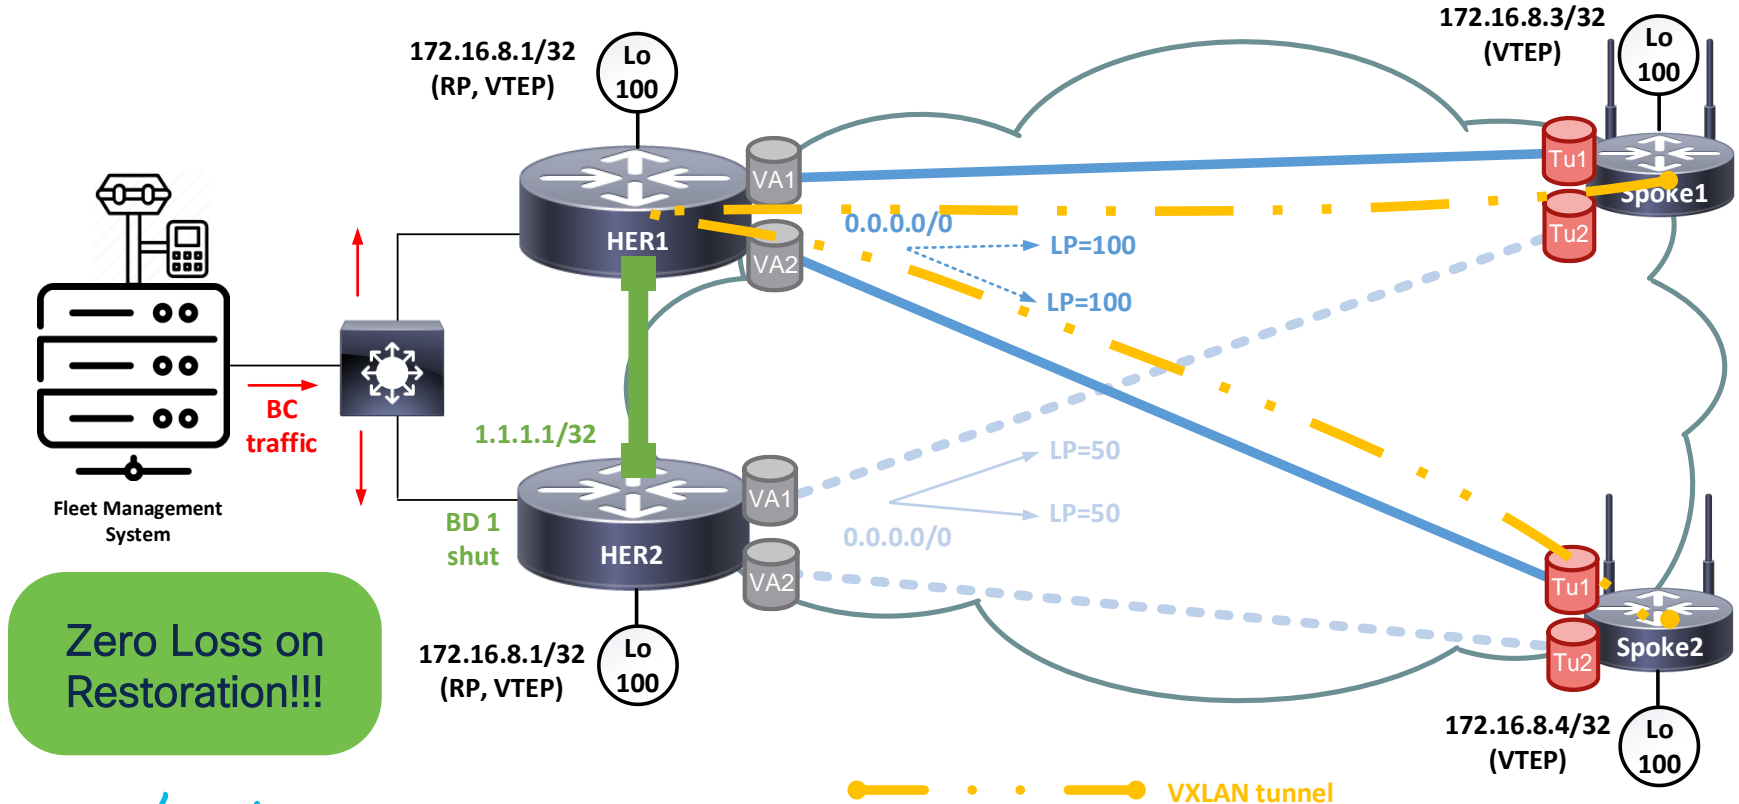 172.16.8.1/32
(RP, VTEP)
Lo
100
172.16.8.3/32
(VTEP)
Lo
100
VA1
Tu1
Spoke1
HER1
0.0.0.0/0
LP=100
Tu2
VA2
LP=100
BC
traffic
1.1.1.1/32
LP=50
VA1
LP=50
Fleet Management
System
BD 1
shut
HER2
0.0.0.0/0
VA2
Tu1
Zero Loss on
Restoration!!!
172.16.8.1/32
(RP, VTEP)
Lo
100
Tu2
Spoke2
172.16.8.4/32
(VTEP)
Lo
100
VXLAN tunnel